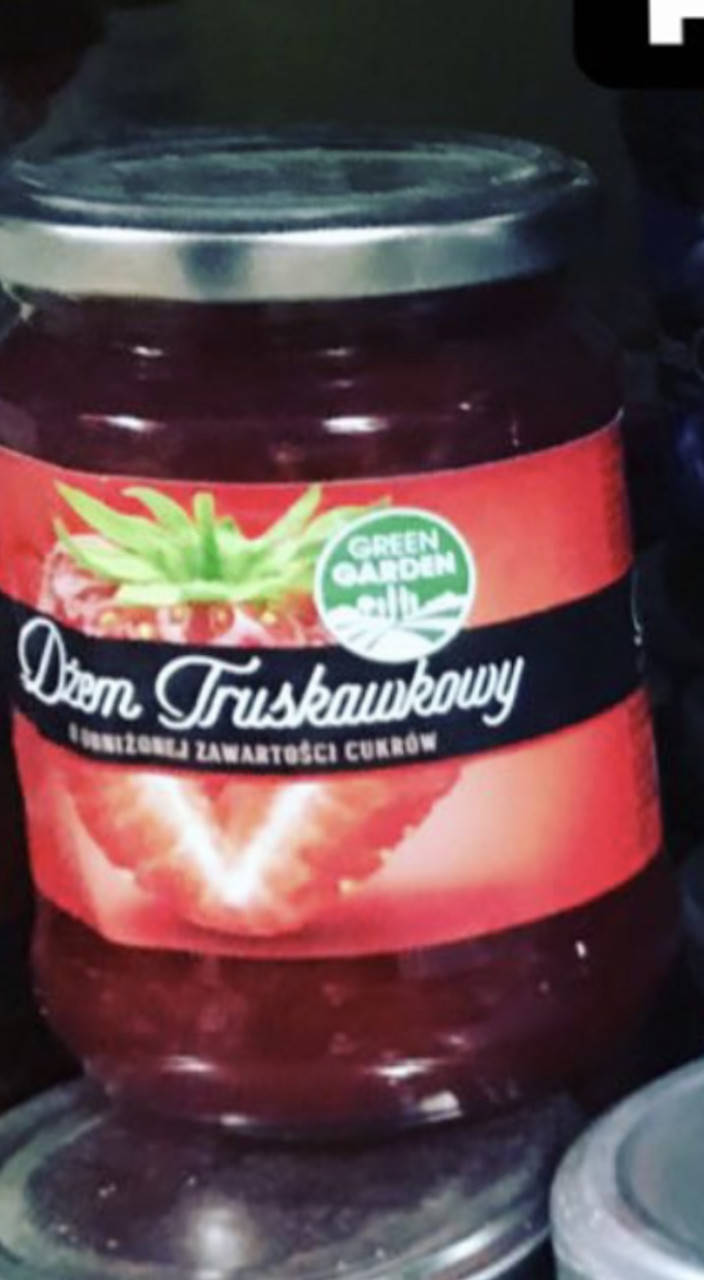 GREEN
GARDEN
Dżem Truskawkowy
O OBNIŻONEJ ZAWARTOŚCI CUKRÓW